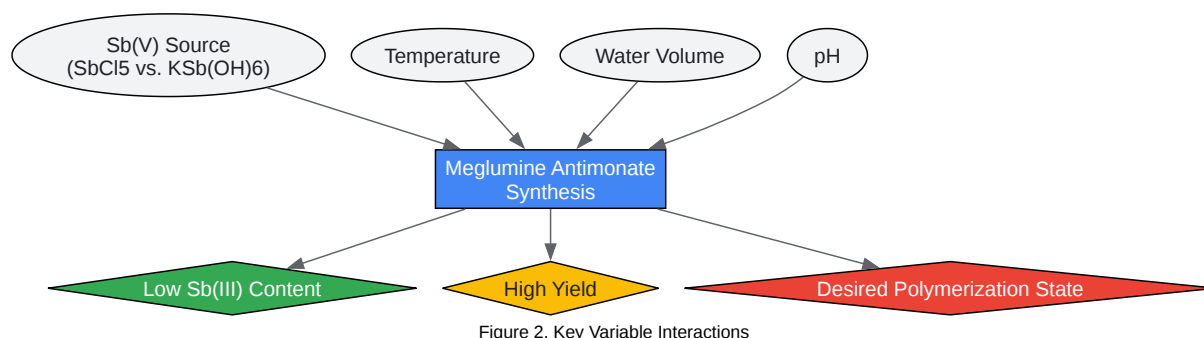 Sb(V) Source
(SbCl5 vs. KSb(OH)6)
Temperature
Water Volume
pH
Meglumine Antimonate
Synthesis
Low Sb(III) Content
High Yield
Desired Polymerization State
Figure 2. Key Variable Interactions